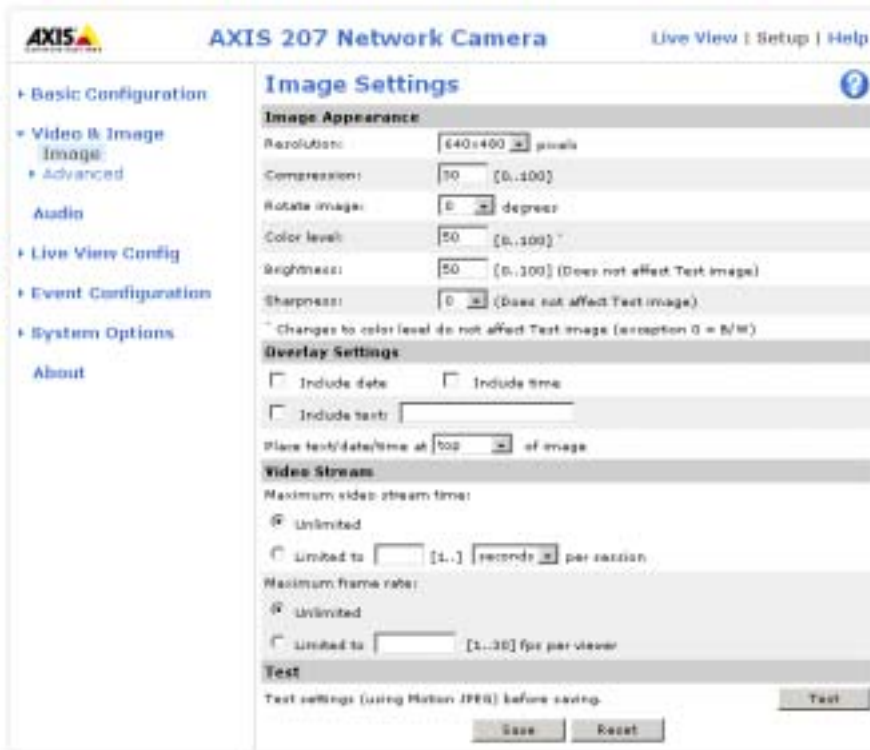 AXIS
AXIS 207 Network Camera
Live View | Setup | Help
Basic Configuration
Video & Image
Image
Advanced
Audio
Live View Config
Event Configuration
System Options
About
Image Settings
?
Image Appearance
Resolution: 640x480 pixels
Compression: 50 [0..100]
Rotate image: 0 degrees
Color level: 50 [0..100] *
Brightness: 50 [0..100] (Does not affect Test image)
Sharpness: 0 (Does not affect Test image)
* Changes to color level do not affect Test image (exception 0 = B/W)
Overlay Settings
Include date Include time
Include text:
Place text/date/time at top of image
Video Stream
Maximum video stream time:
Unlimited
Limited to [1..] seconds per session
Maximum frame rate:
Unlimited
Limited to [1..30] fps per viewer
Test
Test settings (using Motion JPEG) before saving. Test
Save Reset